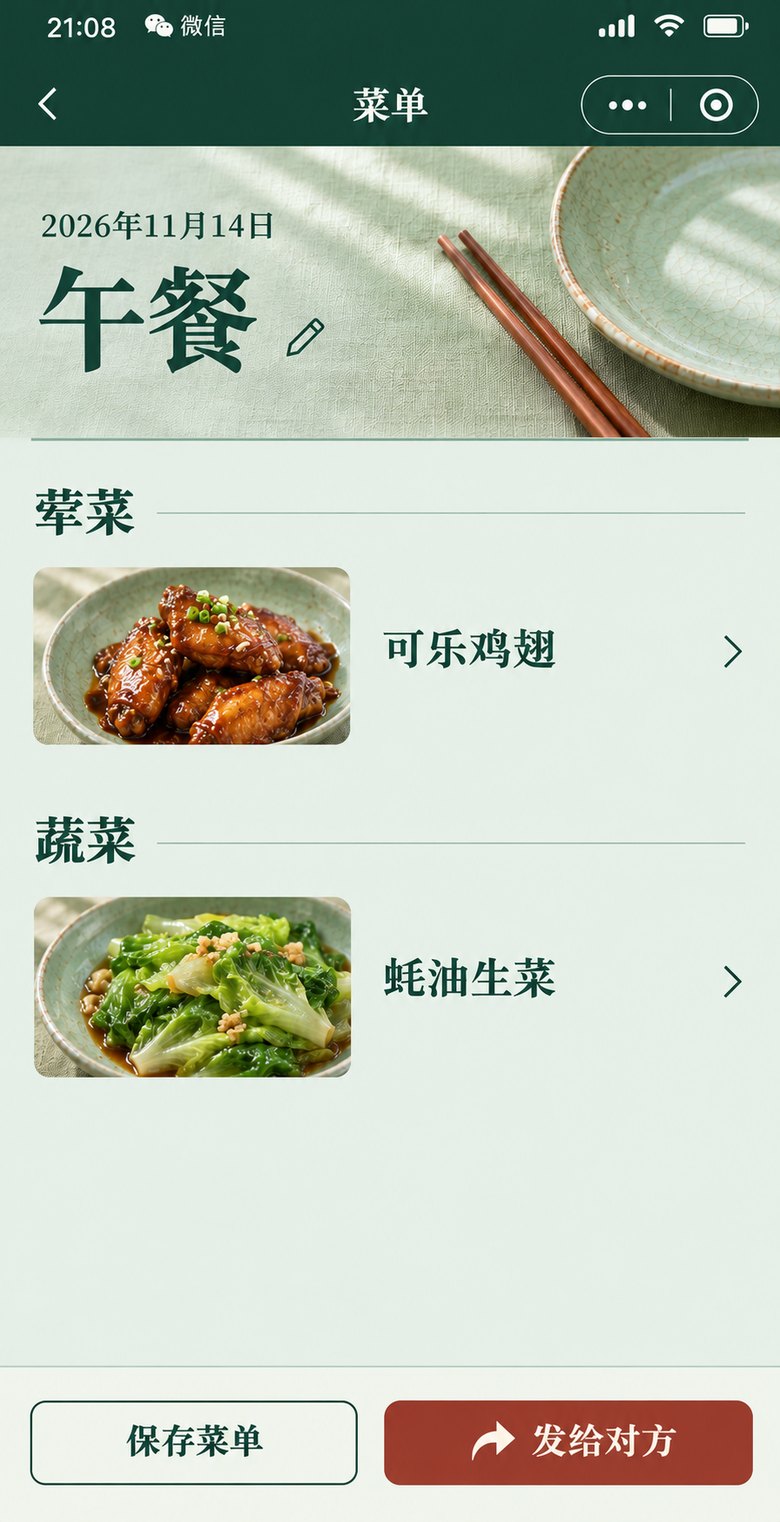 21:08 微信
菜单
2026年11月14日
午餐
荤菜
可乐鸡翅
蔬菜
蚝油生菜
保存菜单
发给对方